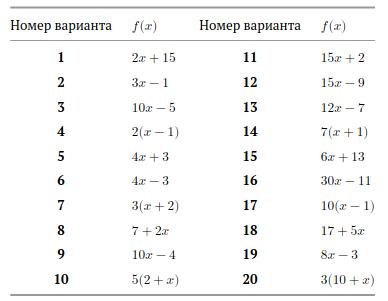 Номер варианта f(x) Номер варианта f(x)
1 2x + 15 11 15x + 2
2 3x − 1 12 15x − 9
3 10x − 5 13 12x − 7
4 2(x − 1) 14 7(x + 1)
5 4x + 3 15 6x + 13
6 4x − 3 16 30x − 11
7 3(x + 2) 17 10(x − 1)
8 7 + 2x 18 17 + 5x
9 10x − 4 19 8x − 3
10 5(2 + x) 20 3(10 + x)